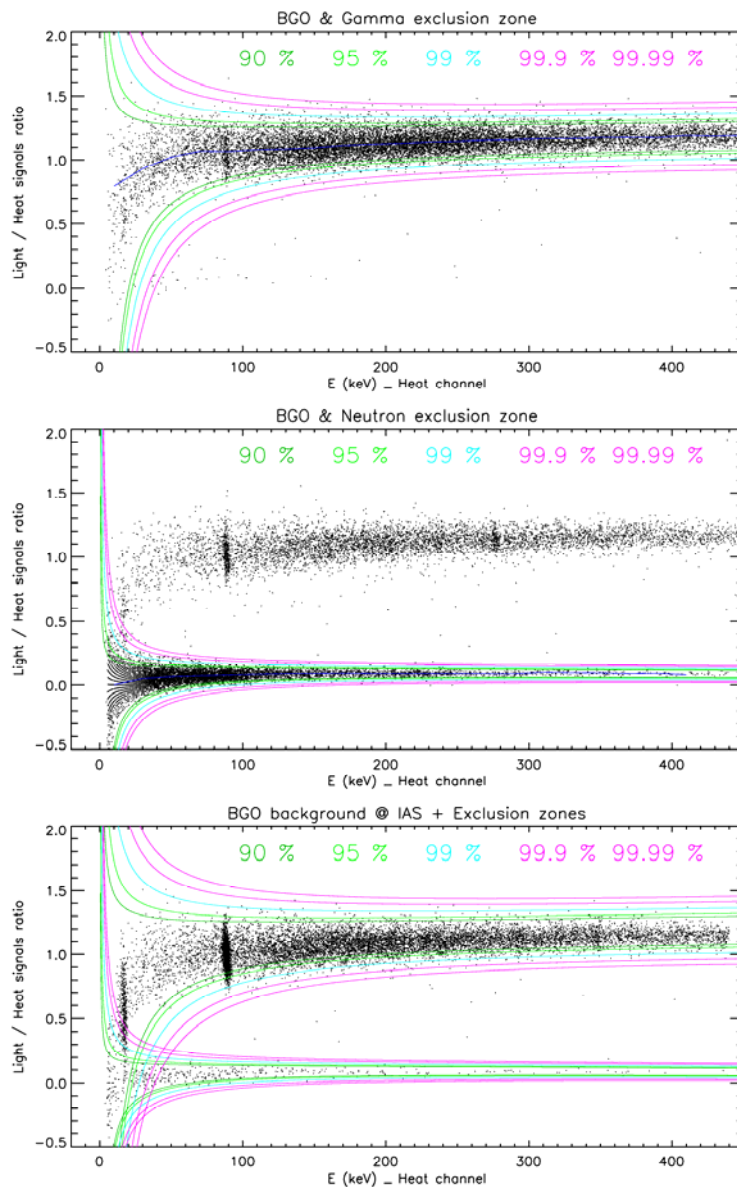 BGO & Gamma exclusion zone
90 % 95 % 99 % 99.9 % 99.99 %
Light / Heat signals ratio
2.0
1.5
1.0
0.5
0.0
-0.5
0 100 200 300 400
E (keV) _ Heat channel
BGO & Neutron exclusion zone
90 % 95 % 99 % 99.9 % 99.99 %
Light / Heat signals ratio
2.0
1.5
1.0
0.5
0.0
-0.5
0 100 200 300 400
E (keV) _ Heat channel
BGO background @ IAS + Exclusion zones
90 % 95 % 99 % 99.9 % 99.99 %
Light / Heat signals ratio
2.0
1.5
1.0
0.5
0.0
-0.5
0 100 200 300 400
E (keV) _ Heat channel